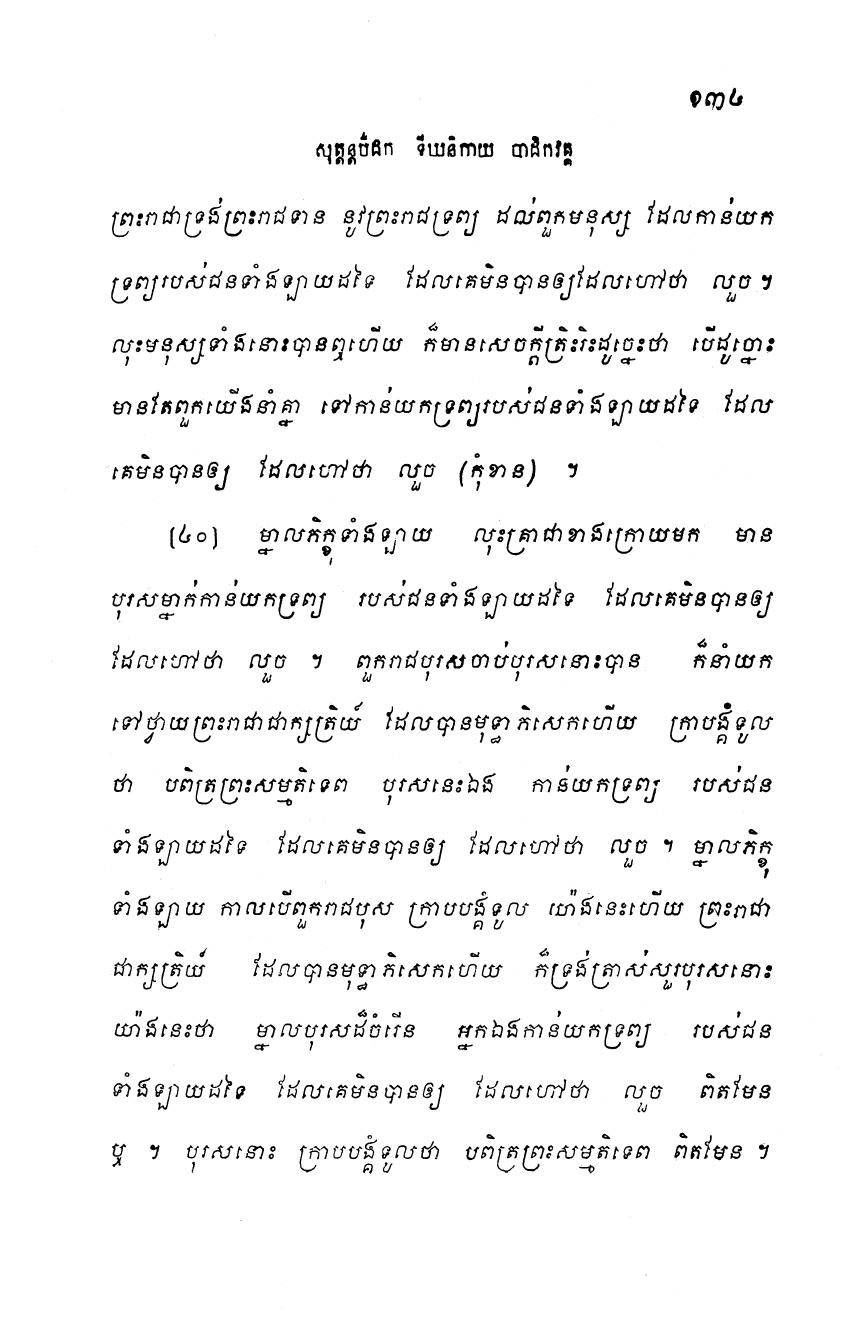 ១៣៤
សុត្តន្តបិដក ទីឃនិកាយ បាដិកវគ្គ
ព្រះរាជាទ្រង់ព្រះរាជទាន នូវព្រះរាជទ្រព្យ ដល់ពួកមនុស្ស ដែលកាន់យក
ទ្រព្យរបស់ជនទាំងឡាយដទៃ ដែលគេមិនបានឲ្យដែលហៅថា លួច ។
លុះមនុស្សទាំងនោះបានឮហើយ ក៏មានសេចក្តីត្រិះរិះដូច្នេះថា បើដូច្នោះ
មានតែពួកយើងនាំគ្នា ទៅកាន់យកទ្រព្យរបស់ជនទាំងឡាយដទៃ ដែល
គេមិនបានឲ្យ ដែលហៅថា លួច (កុំខាន) ។
[៤០] ម្នាលភិក្ខុទាំងឡាយ លុះគ្រាជាខាងក្រោយមក មាន
បុរសម្នាក់កាន់យកទ្រព្យ របស់ជនទាំងឡាយដទៃ ដែលគេមិនបានឲ្យ
ដែលហៅថា លួច ។ ពួករាជបុរសចាប់បុរសនោះបាន ក៏នាំយក
ទៅថ្វាយព្រះរាជាជាក្សត្រិយ៍ ដែលបានមុទ្ធាភិសេកហើយ ក្រាបង្គំទូល
ថា បពិត្រព្រះសម្មតិទេព បុរសនេះឯង កាន់យកទ្រព្យ របស់ជន
ទាំងឡាយដទៃ ដែលគេមិនបានឲ្យ ដែលហៅថា លួច ។ ម្នាលភិក្ខុ
ទាំងឡាយ កាលបើពួករាជបុស ក្រាបបង្គំទូល យ៉ាងនេះហើយ ព្រះរាជា
ជាក្សត្រិយ៍ ដែលបានមុទ្ធាភិសេកហើយ ក៏ទ្រង់ត្រាស់សួរបុរសនោះ
យ៉ាងនេះថា ម្នាលបុរសដ៏ចំរើន អ្នកឯងកាន់យកទ្រព្យ របស់ជន
ទាំងឡាយដទៃ ដែលគេមិនបានឲ្យ ដែលហៅថា លួច ពិតមែន
ឬ ។ បុរសនោះ ក្រាបបង្គំទូលថា បពិត្រព្រះសម្មតិទេព ពិតមែន ។